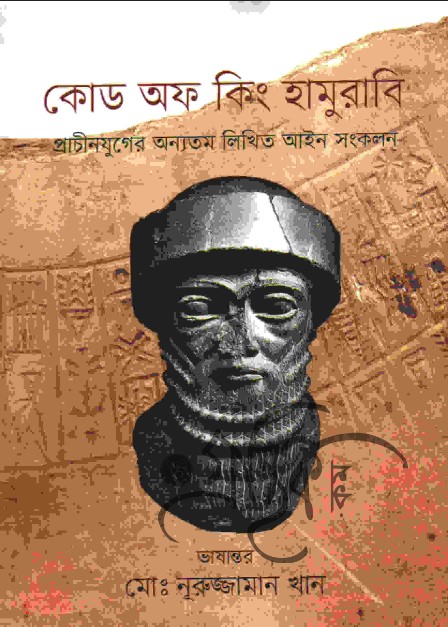 কোড অফ কিং হামুরাবি
প্রাচীনযুগের অন্যতম লিখিত আইন সংকলন
ভাষান্তর
মোঃ নূরুজ্জামান খান